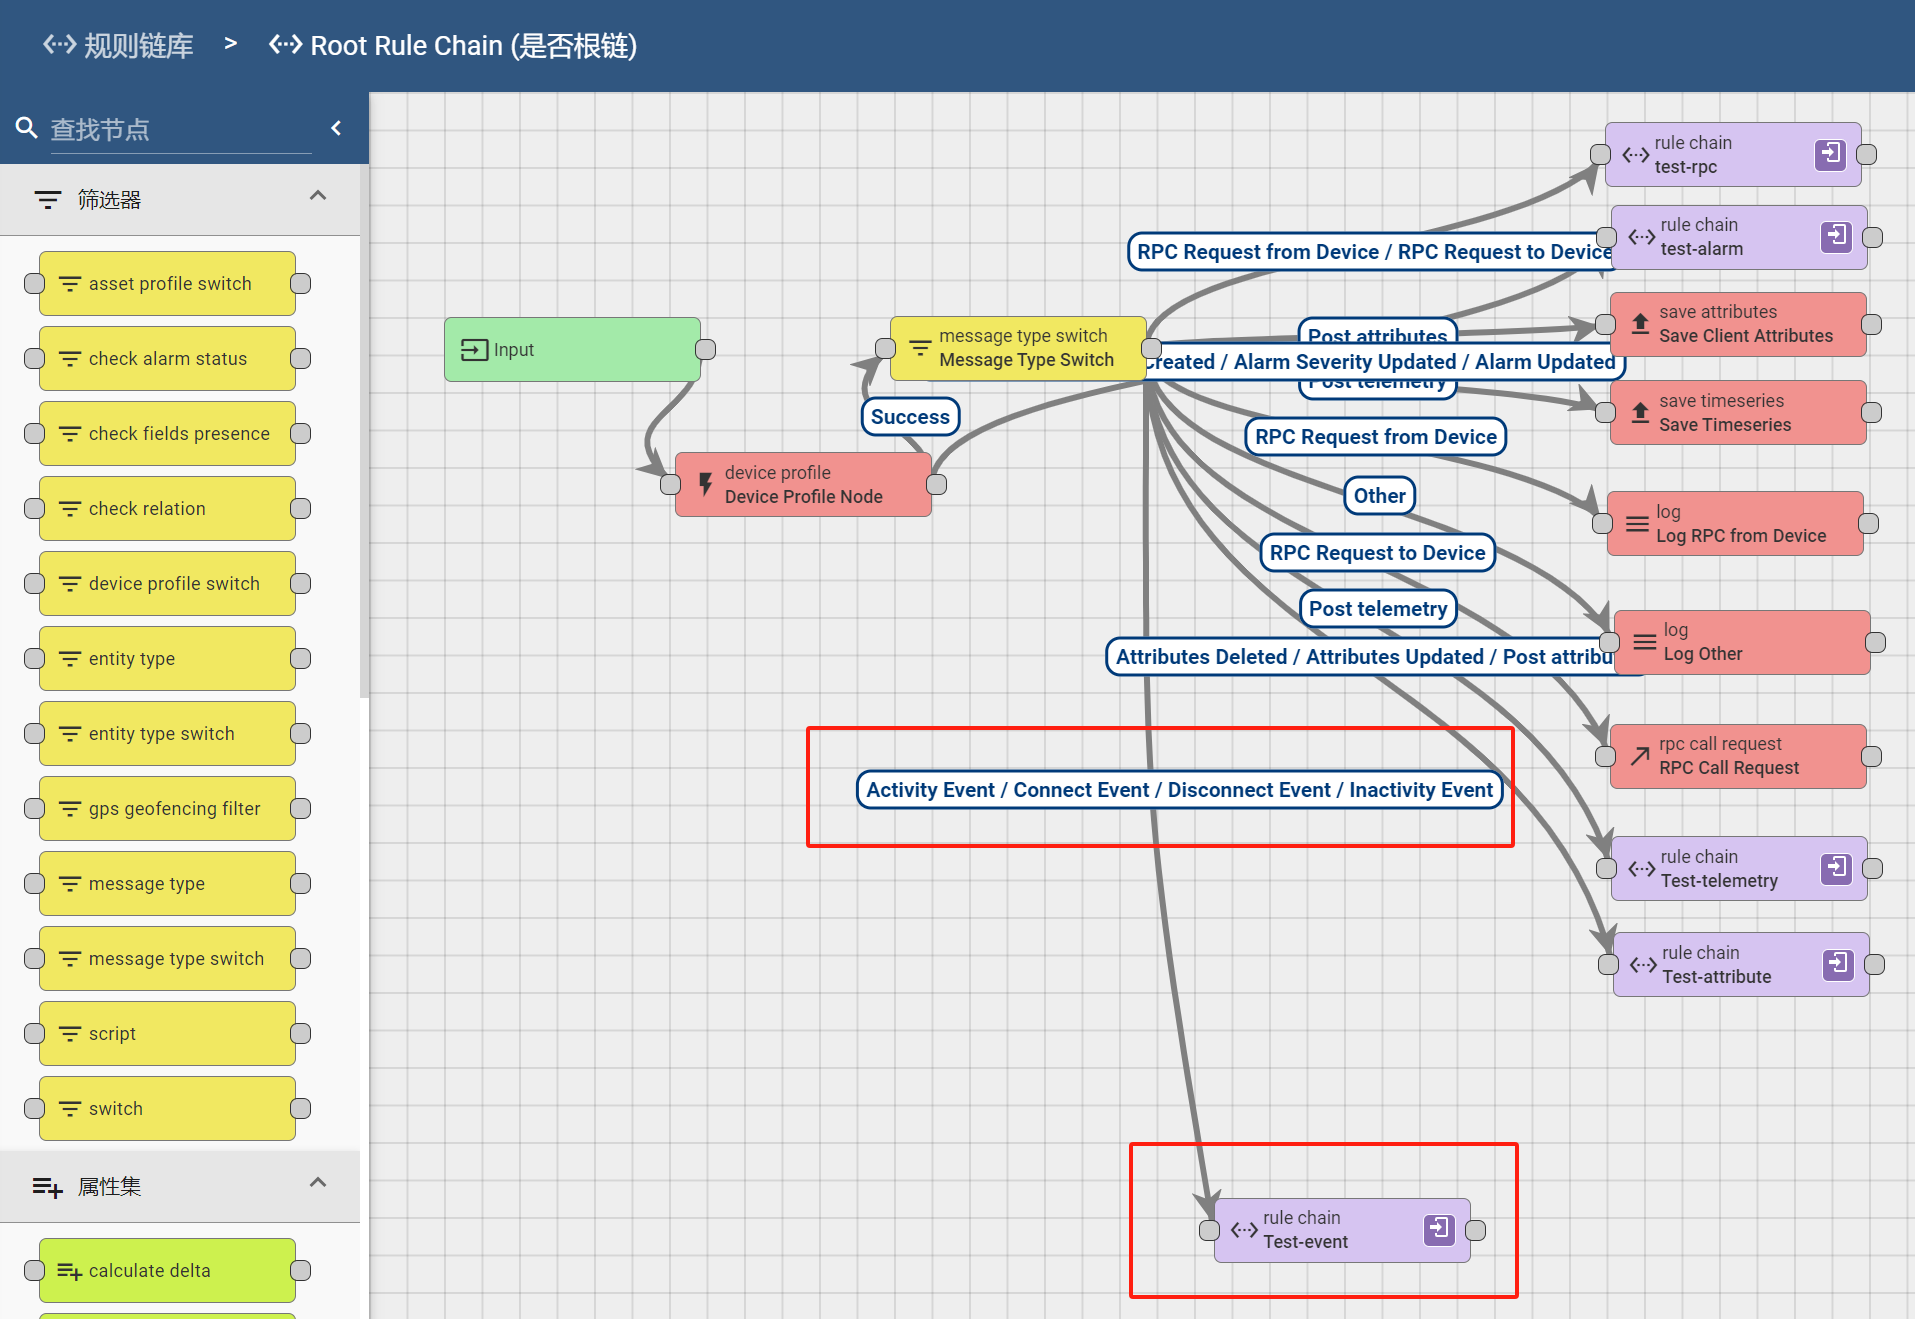 规则链库 > Root Rule Chain (是否根链)
查找节点
筛选器
asset profile switch
check alarm status
check fields presence
check relation
device profile switch
entity type
entity type switch
gps geofencing filter
message type
message type switch
script
switch
属性集
calculate delta
Input
device profile
Device Profile Node
Success
message type switch
Message Type Switch
RPC Request from Device / RPC Request to Device
Post attributes
Created / Alarm Severity Updated / Alarm Updated
Post telemetry
RPC Request from Device
Other
RPC Request to Device
Post telemetry
Attributes Deleted / Attributes Updated / Post attribu
Activity Event / Connect Event / Disconnect Event / Inactivity Event
rule chain
test-rpc
rule chain
test-alarm
save attributes
Save Client Attributes
save timeseries
Save Timeseries
log
Log RPC from Device
log
Log Other
rpc call request
RPC Call Request
rule chain
Test-telemetry
rule chain
Test-attribute
rule chain
Test-event